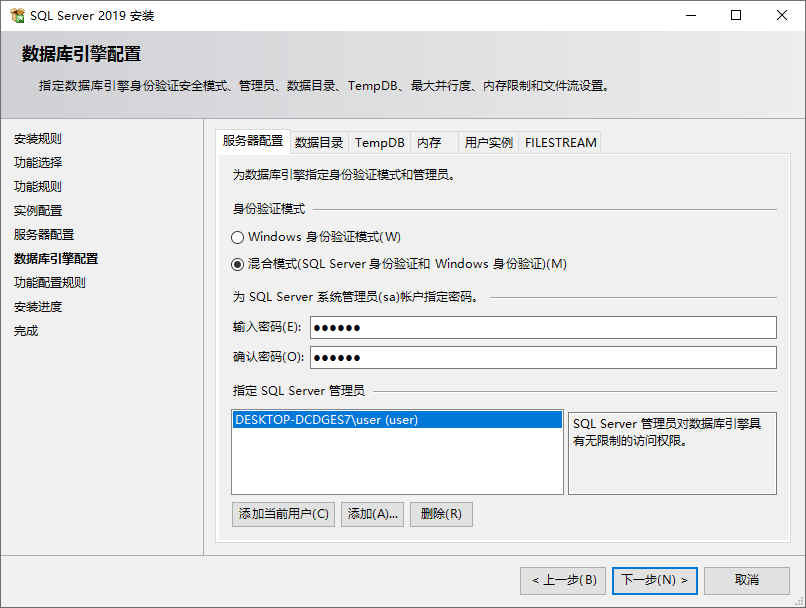 SQL Server 2019 安装
数据库引擎配置
指定数据库引擎身份验证安全模式、管理员、数据目录、TempDB、最大并行度、内存限制和文件流设置。
安装规则
功能选择
功能规则
实例配置
服务器配置
数据库引擎配置
功能配置规则
安装进度
完成
服务器配置 数据目录 TempDB 内存 用户实例 FILESTREAM
为数据库引擎指定身份验证模式和管理员。
身份验证模式
Windows 身份验证模式(W)
混合模式(SQL Server 身份验证和 Windows 身份验证)(M)
为 SQL Server 系统管理员(sa)帐户指定密码。
输入密码(E): ●●●●●●
确认密码(O): ●●●●●●
指定 SQL Server 管理员
DESKTOP-DCDGES7\user (user)
SQL Server 管理员对数据库引擎具
有无限制的访问权限。
添加当前用户(C) 添加(A)... 删除(R)
< 上一步(B) 下一步(N) > 取消